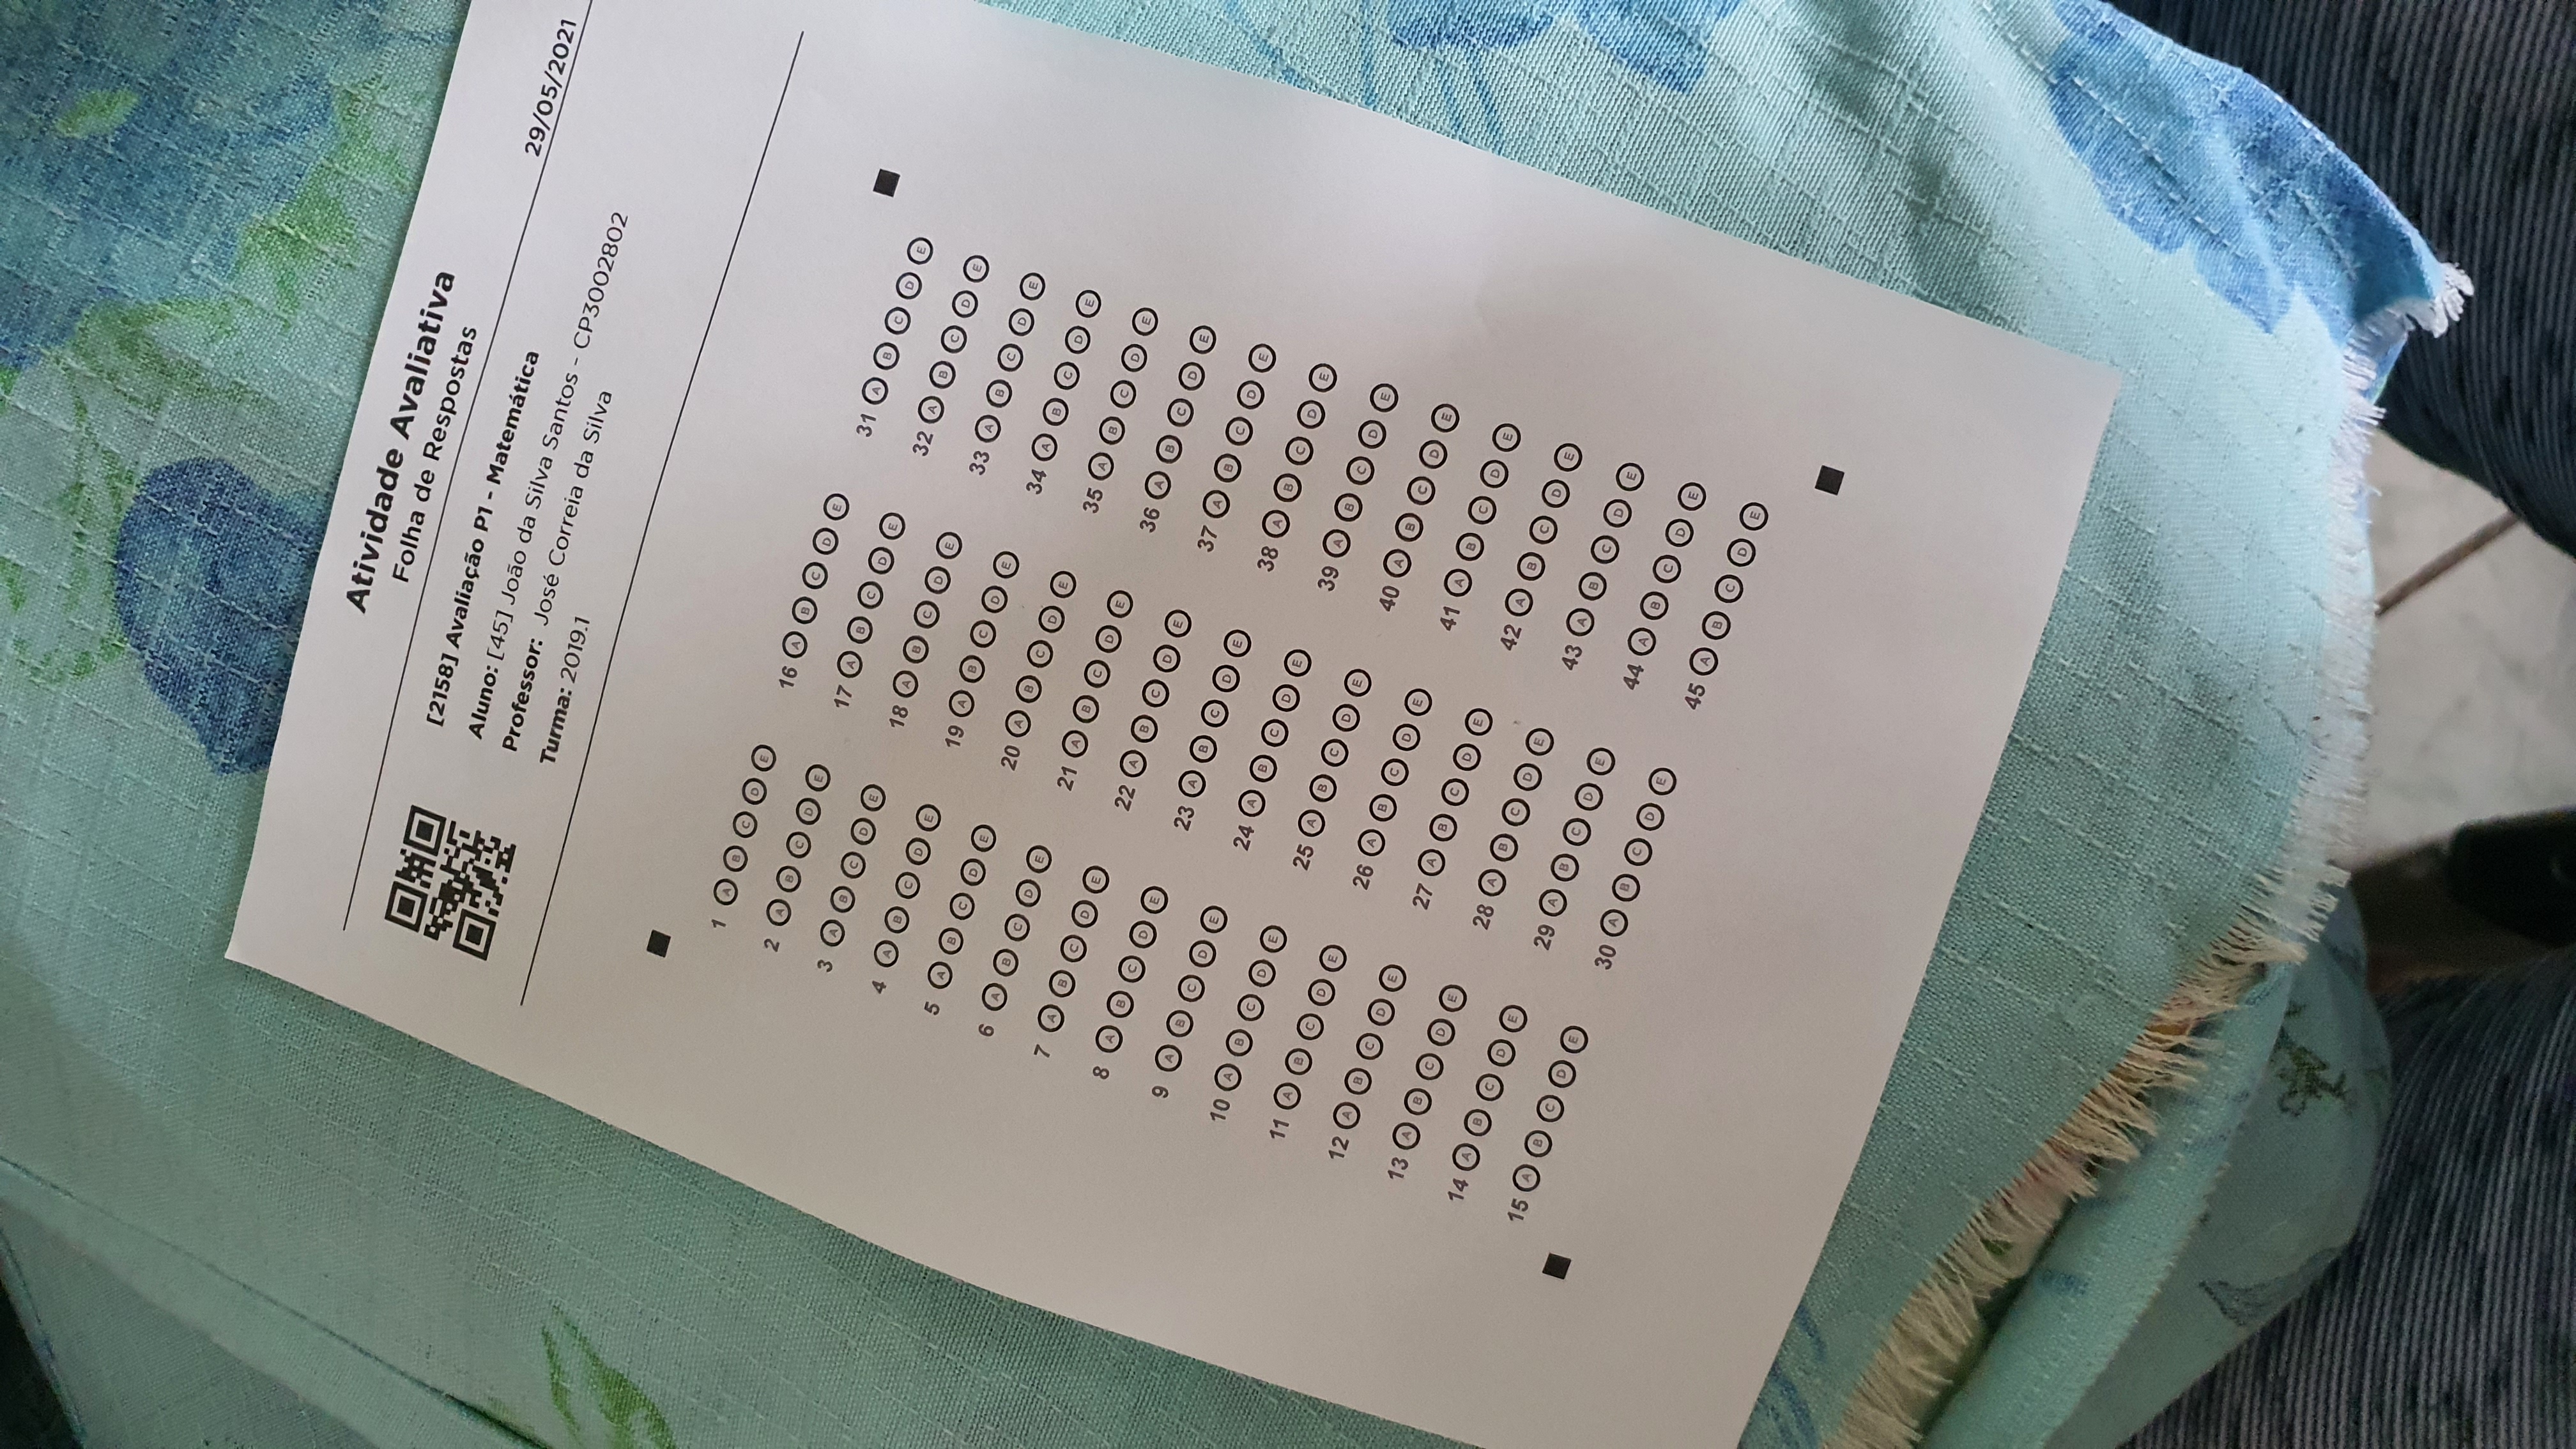 Atividade Avaliativa
Folha de Respostas
29/05/2021
[2158] Avaliação P1 - Matemática
Aluno: [45] João da Silva Santos - CP3002802
Professor: José Correia da Silva
Turma: 2019.1
1 A B C D E
2 A B C D E
3 A B C D E
4 A B C D E
5 A B C D E
6 A B C D E
7 A B C D E
8 A B C D E
9 A B C D E
10 A B C D E
11 A B C D E
12 A B C D E
13 A B C D E
14 A B C D E
15 A B C D E
16 A B C D E
17 A B C D E
18 A B C D E
19 A B C D E
20 A B C D E
21 A B C D E
22 A B C D E
23 A B C D E
24 A B C D E
25 A B C D E
26 A B C D E
27 A B C D E
28 A B C D E
29 A B C D E
30 A B C D E
31 A B C D E
32 A B C D E
33 A B C D E
34 A B C D E
35 A B C D E
36 A B C D E
37 A B C D E
38 A B C D E
39 A B C D E
40 A B C D E
41 A B C D E
42 A B C D E
43 A B C D E
44 A B C D E
45 A B C D E